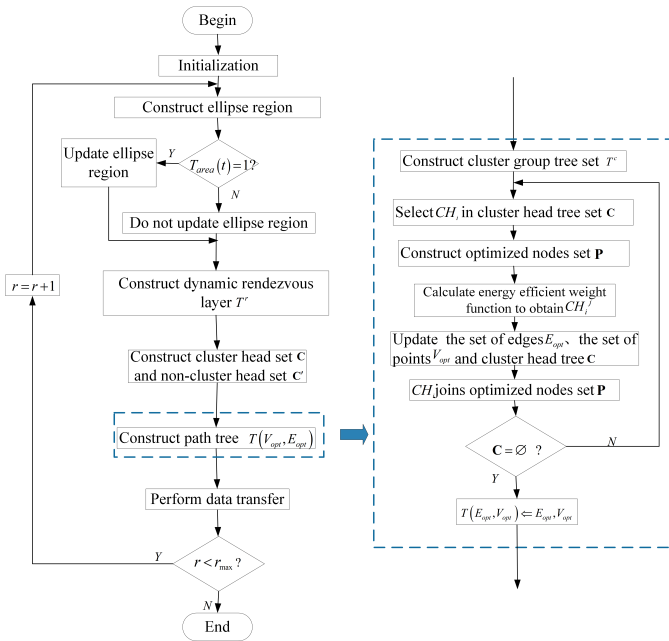 Begin
Initialization
Construct ellipse region
Update ellipse
region
Y
T_area(t)=1?
N
Do not update ellipse region
Construct dynamic rendezvous
layer T^r
r=r+1
Construct cluster head set C
and non-cluster head set C'
Construct path tree T(V_opt, E_opt)
Perform data transfer
Y
r<r_max?
N
End
Construct cluster group tree set T^c
Select CH_i in cluster head tree set C
Construct optimized nodes set P
Calculate energy efficient weight
function to obtain CH_i^j
Update the set of edges E_opt、the set of
points V_opt and cluster head tree C
CH_i joins optimized nodes set P
C=∅ ?
N
Y
T(E_opt,V_opt)⇐E_opt,V_opt